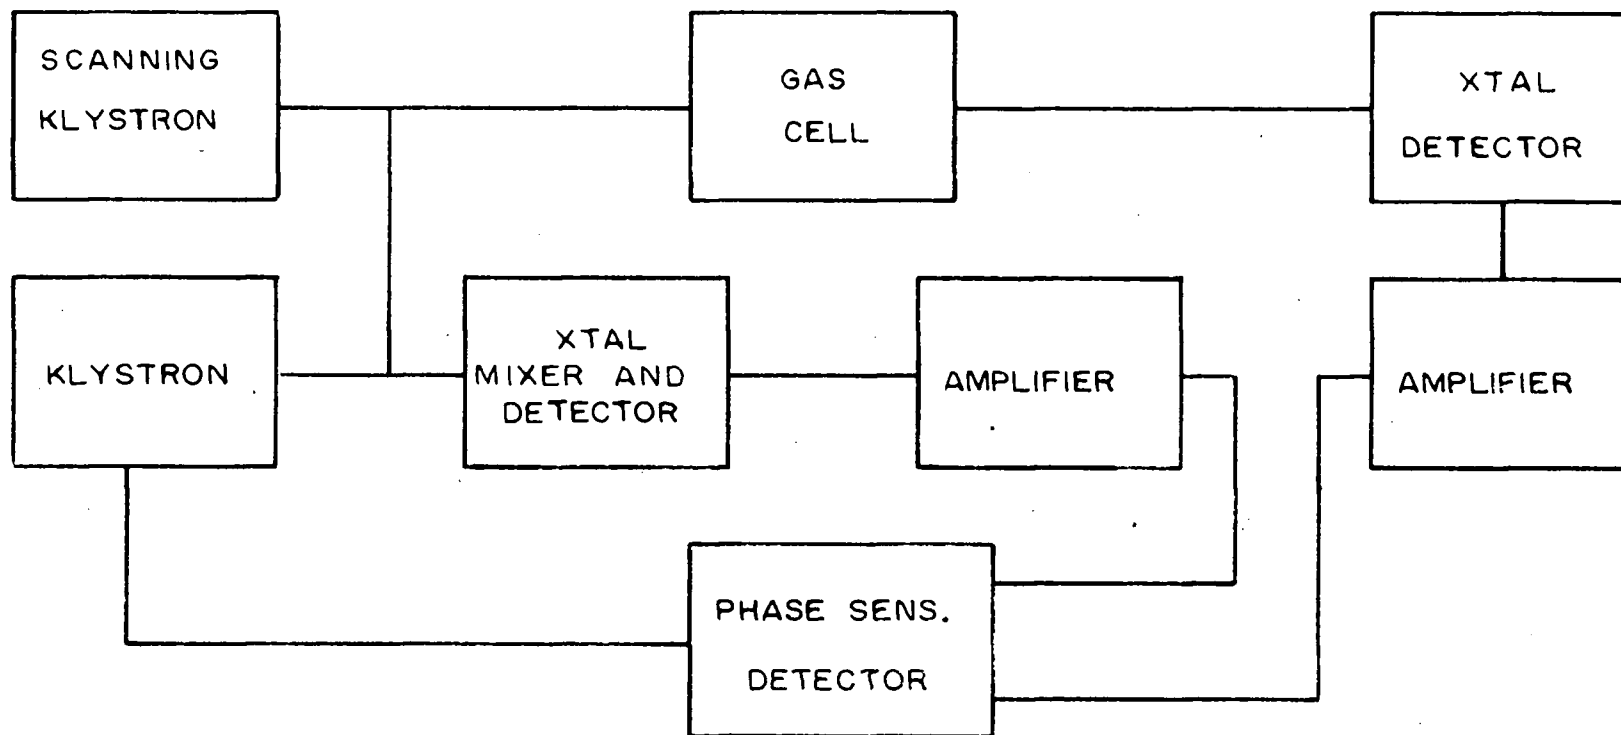 SCANNING
KLYSTRON
GAS
CELL
XTAL
DETECTOR
KLYSTRON
XTAL
MIXER AND
DETECTOR
AMPLIFIER
AMPLIFIER
PHASE SENS.
DETECTOR